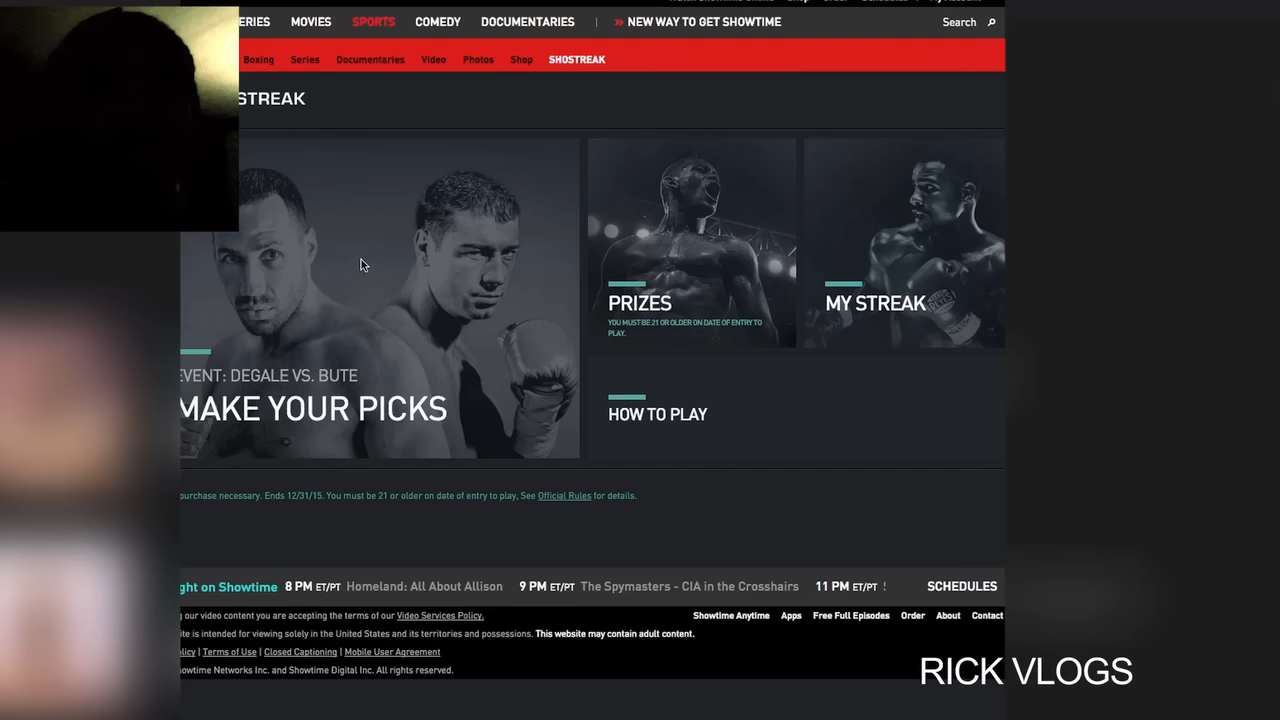 ERIES MOVIES SPORTS COMEDY DOCUMENTARIES | » NEW WAY TO GET SHOWTIME Search
Boxing Series Documentaries Video Photos Shop SHOSTREAK
STREAK
EVENT: DEGALE VS. BUTE
MAKE YOUR PICKS
PRIZES
YOU MUST BE 21 OR OLDER ON DATE OF ENTRY TO
PLAY.
MY STREAK
HOW TO PLAY
purchase necessary. Ends 12/31/15. You must be 21 or older on date of entry to play, See Official Rules for details.
ght on Showtime 8 PM ET/PT Homeland: All About Allison 9 PM ET/PT The Spymasters - CIA in the Crosshairs 11 PM ET/PT SCHEDULES
g our video content you are accepting the terms of our Video Services Policy.
Showtime Anytime Apps Free Full Episodes Order About Contact
ite is intended for viewing solely in the United States and its territories and possessions. This website may contain adult content.
olicy | Terms of Use | Closed Captioning | Mobile User Agreement
howtime Networks Inc. and Showtime Digital Inc. All rights reserved.
RICK VLOGS